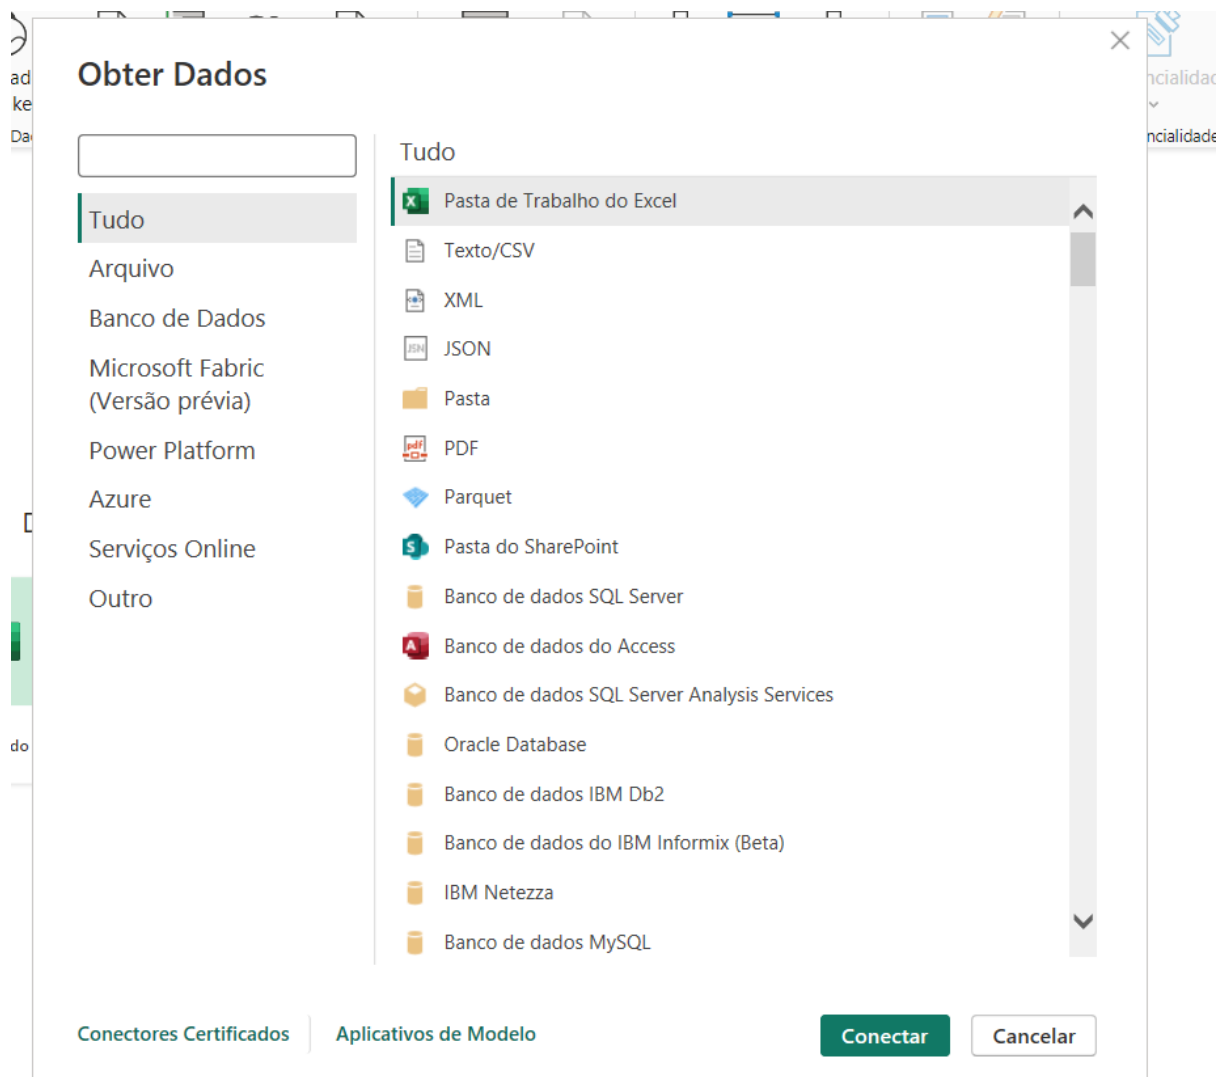 Obter Dados
Tudo
Arquivo
Banco de Dados
Microsoft Fabric
(Versão prévia)
Power Platform
Azure
Serviços Online
Outro
Tudo
Pasta de Trabalho do Excel
Texto/CSV
XML
JSON
Pasta
PDF
Parquet
Pasta do SharePoint
Banco de dados SQL Server
Banco de dados do Access
Banco de dados SQL Server Analysis Services
Oracle Database
Banco de dados IBM Db2
Banco de dados do IBM Informix (Beta)
IBM Netezza
Banco de dados MySQL
Conectores Certificados
Aplicativos de Modelo
Conectar
Cancelar